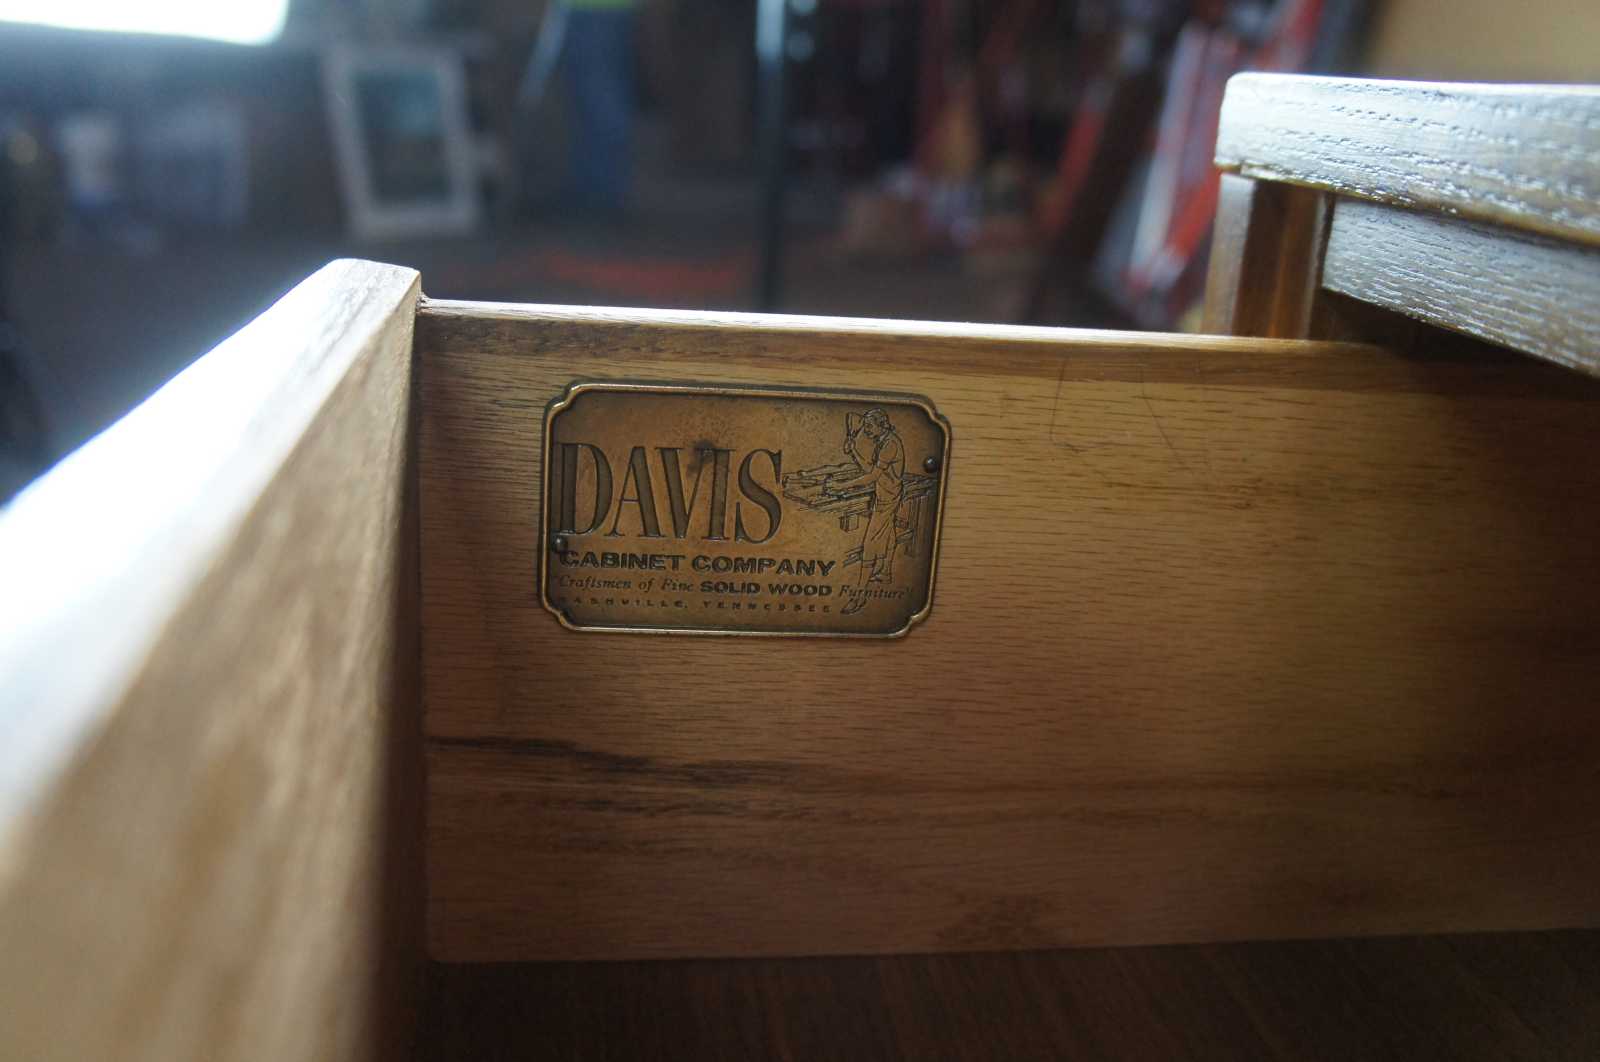 DAVIS
CABINET COMPANY
"Craftsmen of Fine SOLID WOOD Furniture"
NASHVILLE, TENNESSEE